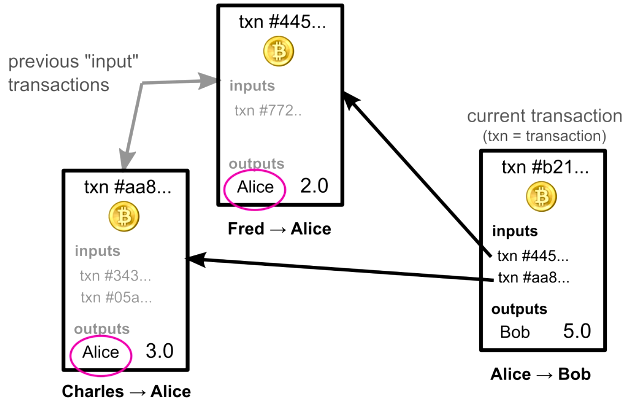 previous "input"
transactions
txn #445...
inputs
txn #772..
outputs
Alice 2.0
Fred → Alice
txn #aa8...
inputs
txn #343...
txn #05a...
outputs
Alice 3.0
Charles → Alice
current transaction
(txn = transaction)
txn #b21...
inputs
txn #445...
txn #aa8...
outputs
Bob 5.0
Alice → Bob